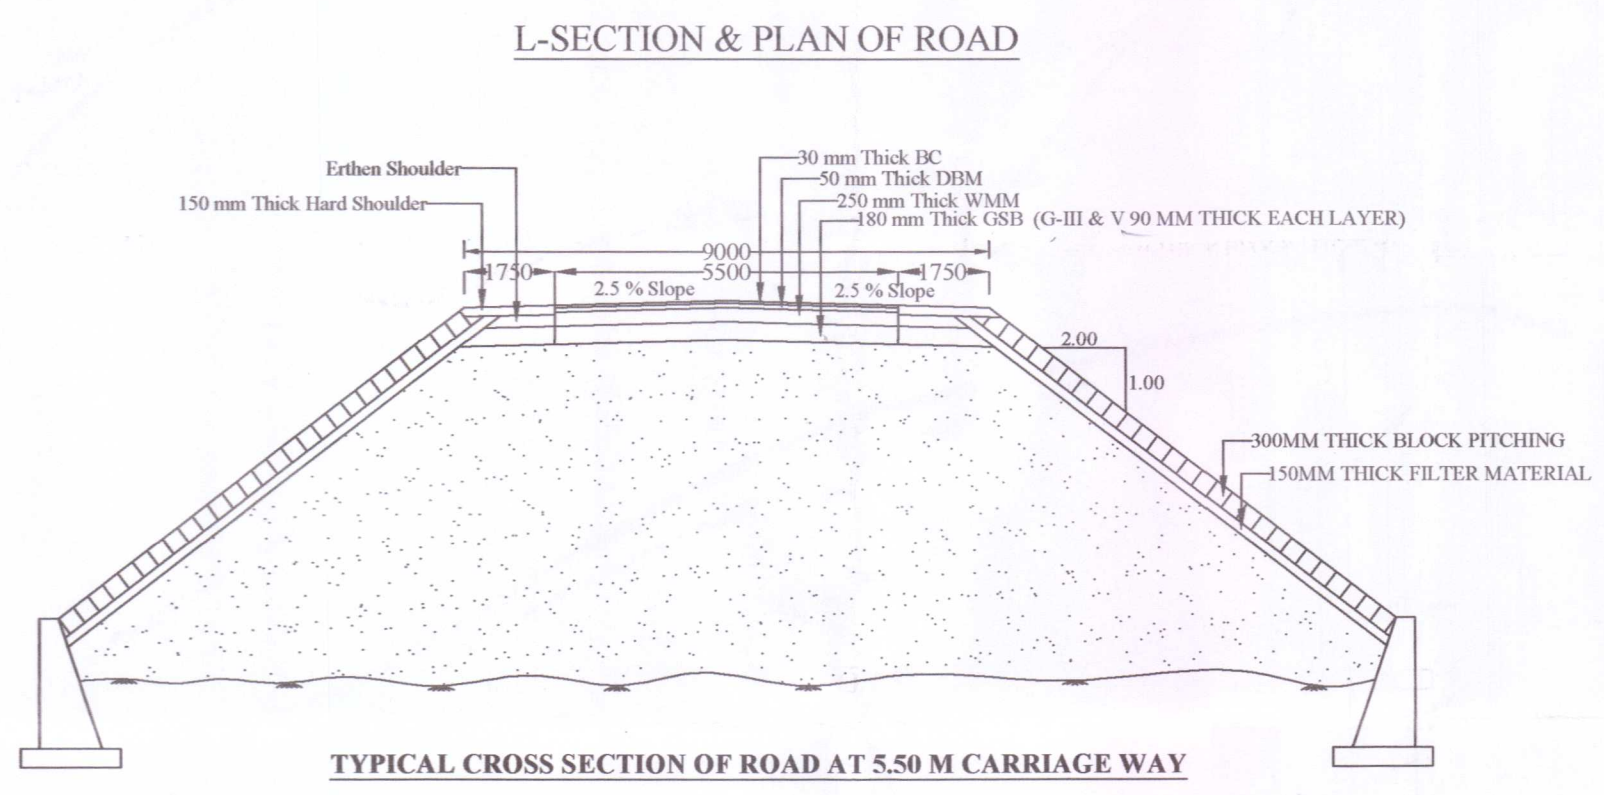 L-SECTION & PLAN OF ROAD
Erthen Shoulder
150 mm Thick Hard Shoulder
30 mm Thick BC
50 mm Thick DBM
250 mm Thick WMM
180 mm Thick GSB (G-III & V 90 MM THICK EACH LAYER)
9000
1750 5500 1750
2.5 % Slope 2.5 % Slope
2.00
1.00
300MM THICK BLOCK PITCHING
150MM THICK FILTER MATERIAL
TYPICAL CROSS SECTION OF ROAD AT 5.50 M CARRIAGE WAY